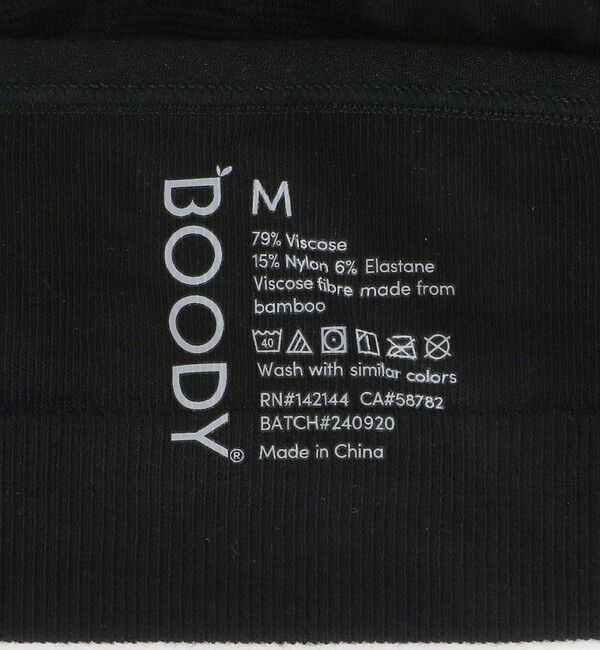 BOODY®
M
79% Viscose
15% Nylon 6% Elastane
Viscose fibre made from
bamboo
40
Wash with similar colors
RN#142144 CA#58782
BATCH#240920
Made in China